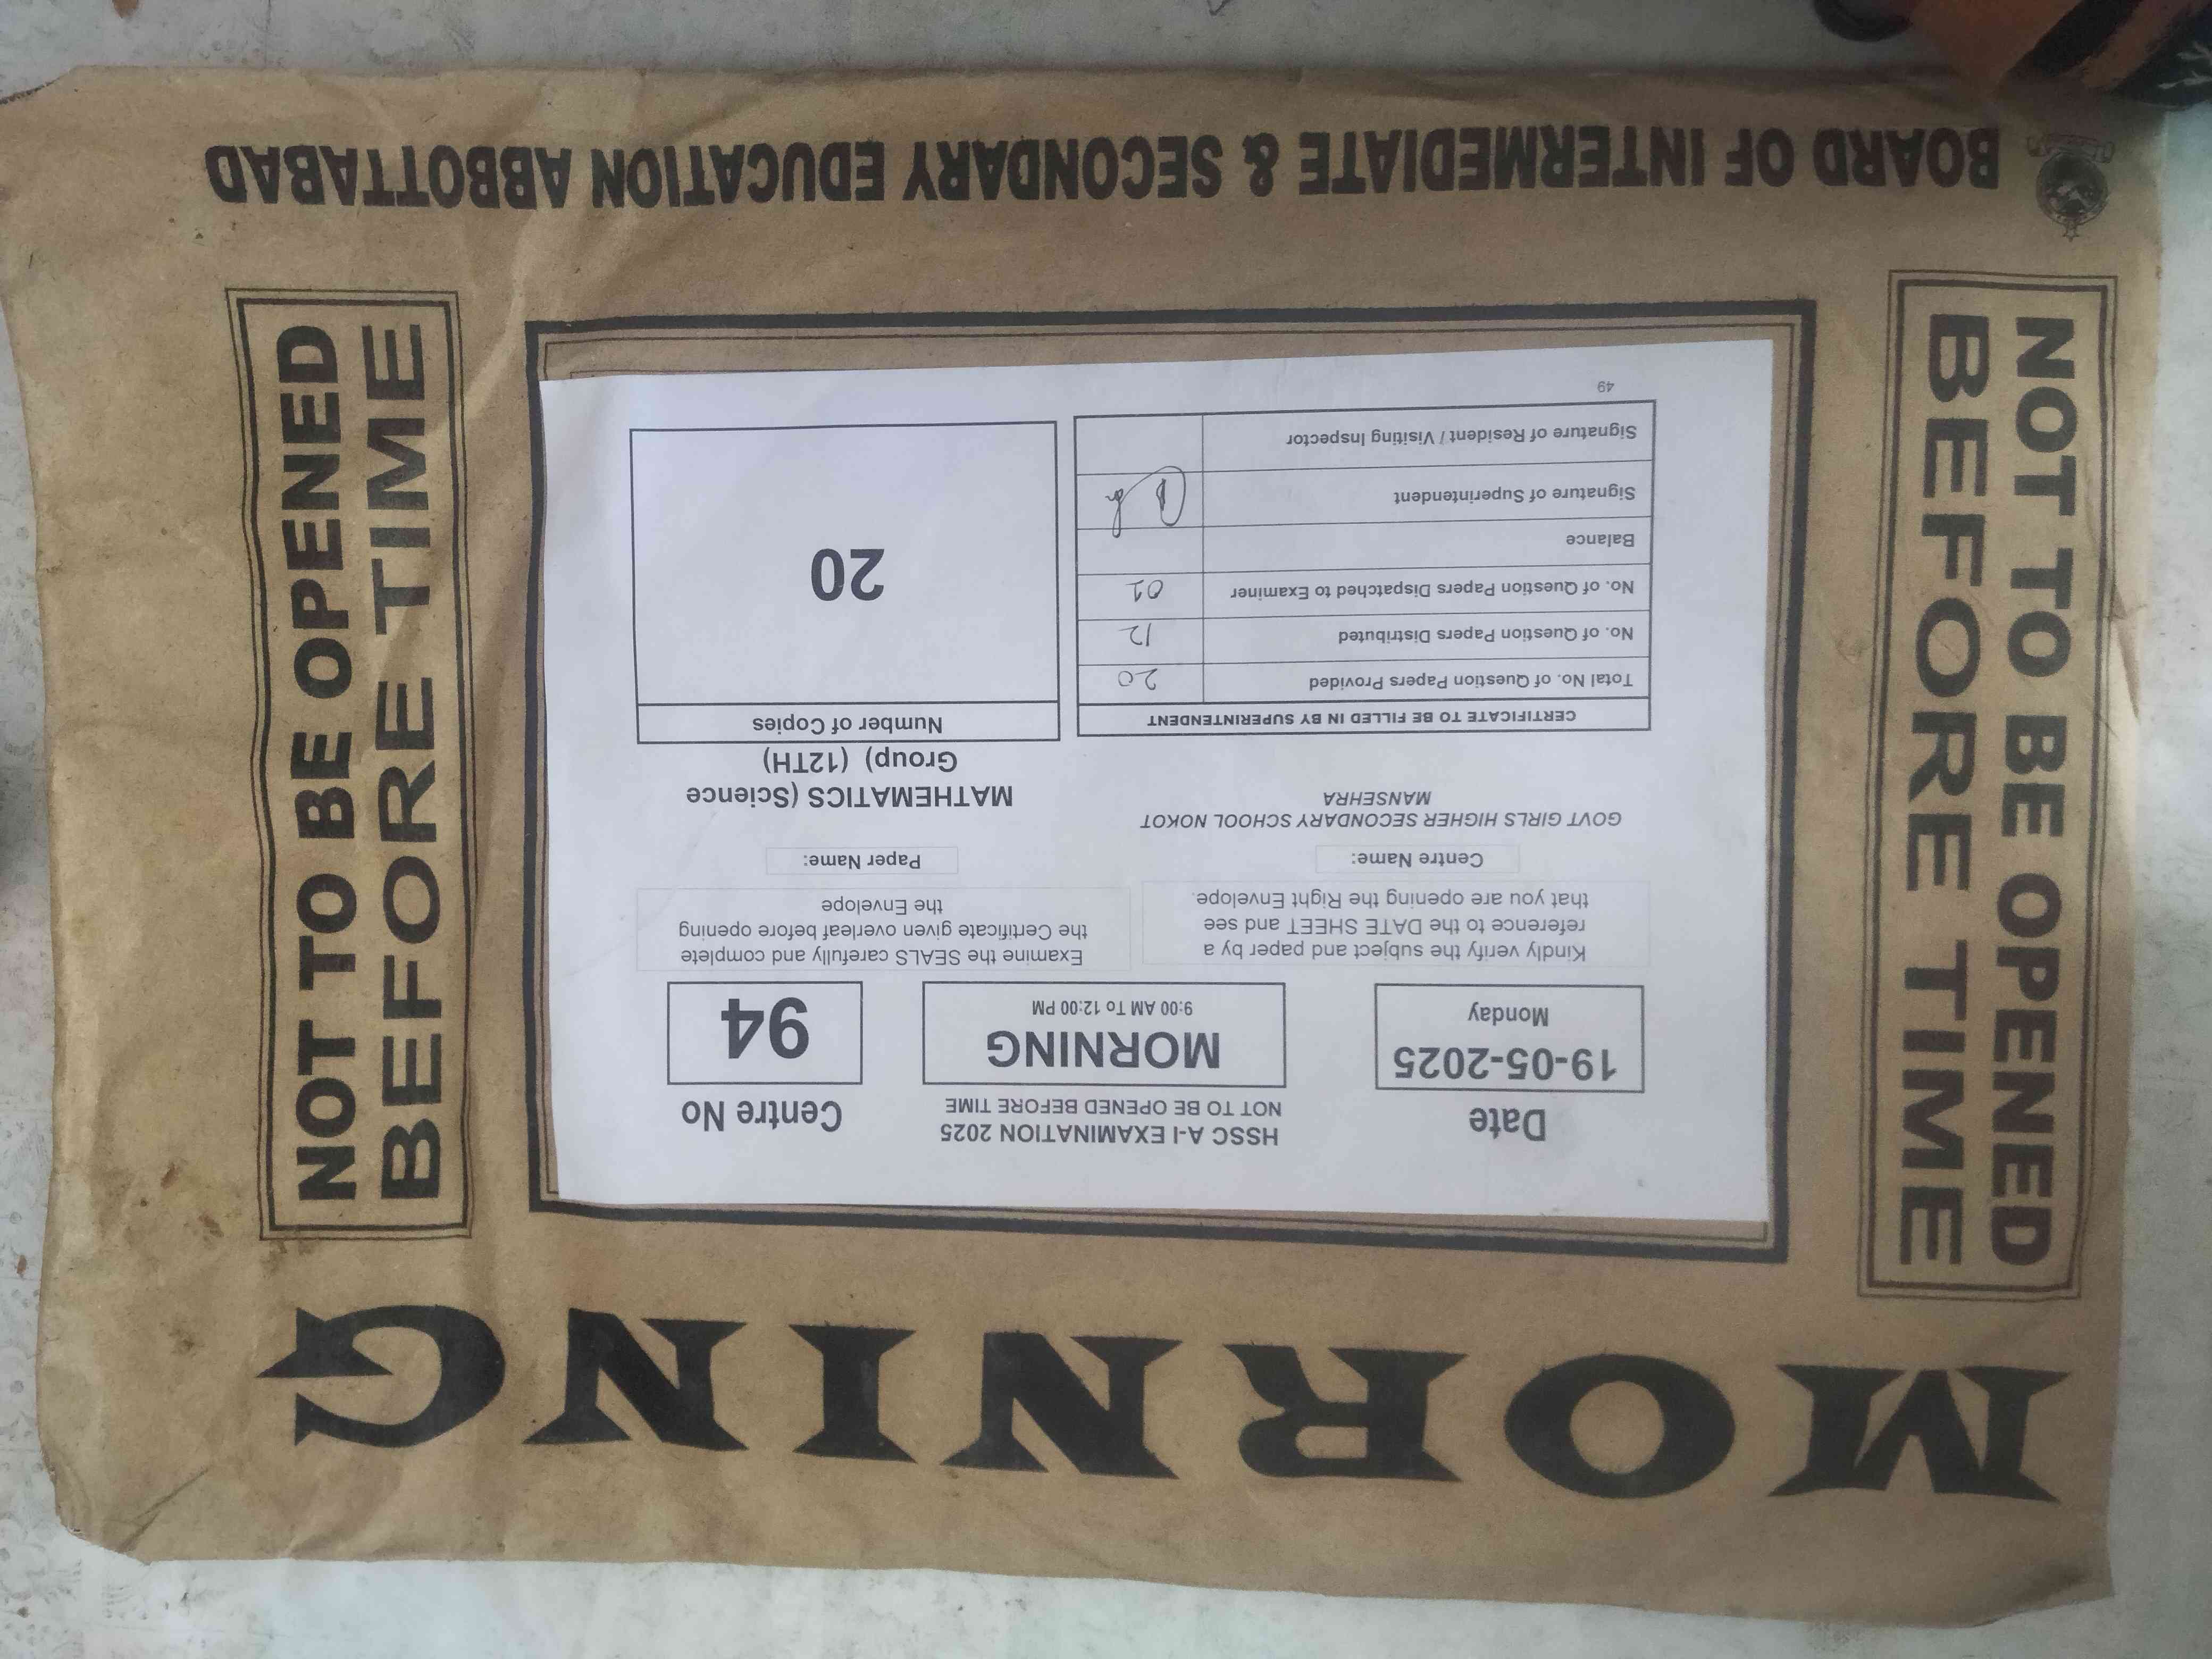 MORNING
NOT TO BE OPENED
BEFORE TIME
Date
19-05-2025
Monday
HSSC A-I EXAMINATION 2025
NOT TO BE OPENED BEFORE TIME
MORNING
9:00 AM To 12:00 PM
Centre No
94
Kindly verify the subject and paper by a
reference to the DATE SHEET and see
that you are opening the Right Envelope.
Examine the SEALS carefully and complete
the Certificate given overleaf before opening
the Envelope
Centre Name:
GOVT GIRLS HIGHER SECONDARY SCHOOL NOKOT
MANSEHRA
Paper Name:
MATHEMATICS (Science
Group) (12TH)
CERTIFICATE TO BE FILLED IN BY SUPERINTENDENT
Total No. of Question Papers Provided 20
No. of Question Papers Distributed 12
No. of Question Papers Dispatched to Examiner 01
Balance
Signature of Superintendent
Signature of Resident / Visiting Inspector
49
Number of Copies
20
NOT TO BE OPENED
BEFORE TIME
BOARD OF INTERMEDIATE & SECONDARY EDUCATION ABBOTTABAD